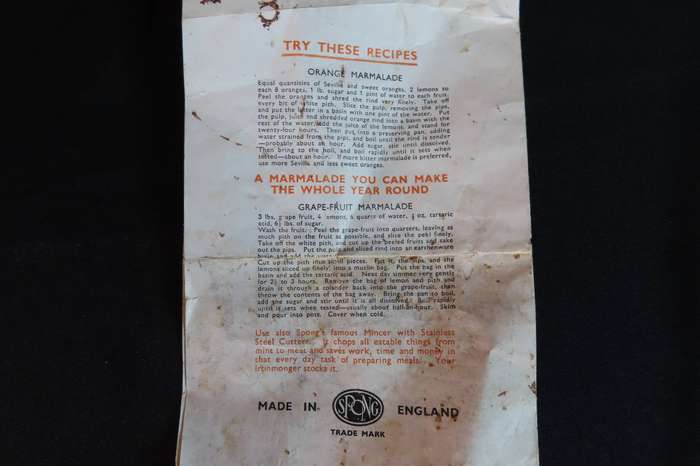 TRY THESE RECIPES
ORANGE MARMALADE
Equal quantities of Seville and sweet oranges, 2 lemons to
each 8 oranges, 1 lb. sugar and 1 pint of water to each fruit.
Peel the oranges and shred the rind very finely. Take off
every bit of white pith. Slice the pulp, removing the pips,
and put the latter in a basin with one pint of the water. Put
the pulp, juice and shredded orange rind into a basin with the
rest of the water, add the juice of the lemons, and stand for
twenty-four hours. Then put into a preserving pan, adding
water strained from the pips, and boil until the rind is tender
—probably about an hour. Add sugar, stir until dissolved.
Then bring to the boil, and boil rapidly until it sets when
tested—about an hour. If more bitter marmalade is preferred,
use more Seville and less sweet oranges.
A MARMALADE YOU CAN MAKE
THE WHOLE YEAR ROUND
GRAPE-FRUIT MARMALADE
3 lbs. grape fruit, 4 lemons, quarts of water, oz. tartaric
acid, 6 lbs. of sugar.
Wash the fruit. Peel the grape-fruit into quarters, leaving as
much pith on the fruit as possible, and slice the peel finely.
Take off the white pith, and cut up the peeled fruits and take
out the pips. Put the pulp and sliced rind into an earthenware
basin and add the water
Cut up the pith into small pieces. Put it, the pips, and the
lemons sliced up finely, into a muslin bag. Put the bag in the
basin and add the tartaric acid. Next day simmer very gently
for 2½ to 3 hours. Remove the bag of lemon and pith and
drain it through a colander back into the grape-fruit, then
throw the contents of the bag away. Bring the pan to boil,
add the sugar and stir until it is all dissolved. Boil rapidly
until it sets when tested—usually about half-an-hour. Skim
and pour into pots. Cover when cold.
Use also Spong's famous Mincer with Stainless
Steel Cutters. It chops all eatable things from
mint to meat and saves work, time and money in
that every day task of preparing meals. Your
Ironmonger stocks it.
MADE IN SPONG ENGLAND
TRADE MARK